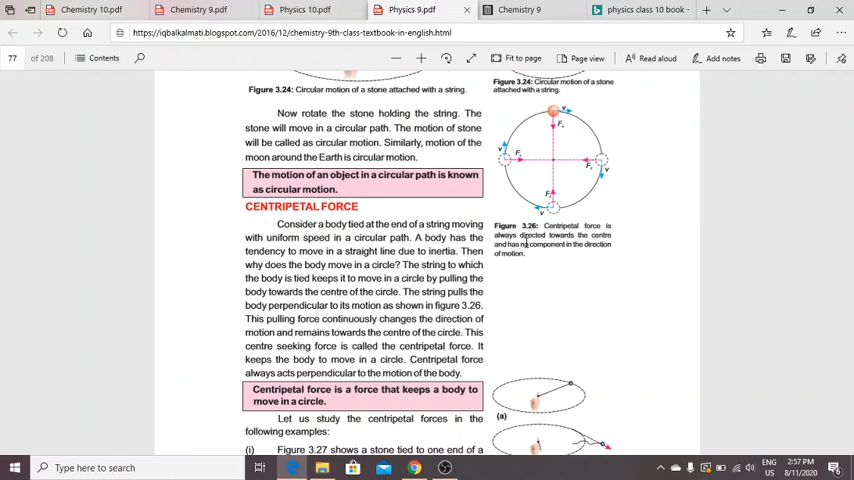 Chemistry 10.pdf
Chemistry 9.pdf
Physics 10.pdf
Physics 9.pdf
Chemistry 9
physics class 10 book -
https://iqbalkalmati.blogspot.com/2016/12/chemistry-9th-class-textbook-in-english.html
77 of 208
Contents
Fit to page
Page view
Read aloud
Add notes
Figure 3.24: Circular motion of a stone attached with a string.
Now rotate the stone holding the string. The
stone will move in a circular path. The motion of stone
will be called as circular motion. Similarly, motion of the
moon around the Earth is circular motion.
The motion of an object in a circular path is known
as circular motion.
CENTRIPETAL FORCE
Consider a body tied at the end of a string moving
with uniform speed in a circular path. A body has the
tendency to move in a straight line due to inertia. Then
why does the body move in a circle? The string to which
the body is tied keeps it to move in a circle by pulling the
body towards the centre of the circle. The string pulls the
body perpendicular to its motion as shown in figure 3.26.
This pulling force continuously changes the direction of
motion and remains towards the centre of the circle. This
centre seeking force is called the centripetal force. It
keeps the body to move in a circle. Centripetal force
always acts perpendicular to the motion of the body.
Centripetal force is a force that keeps a body to
move in a circle.
Let us study the centripetal forces in the
following examples:
(i) Figure 3.27 shows a stone tied to one end of a
Figure 3.24: Circular motion of a stone
attached with a string.
v
Fc
v
Fc
Fc
v
Fc
v
Figure 3.26: Centripetal force is
always directed towards the centre
and has no component in the direction
of motion.
(a)
Type here to search
ENG
US
2:57 PM
8/11/2020